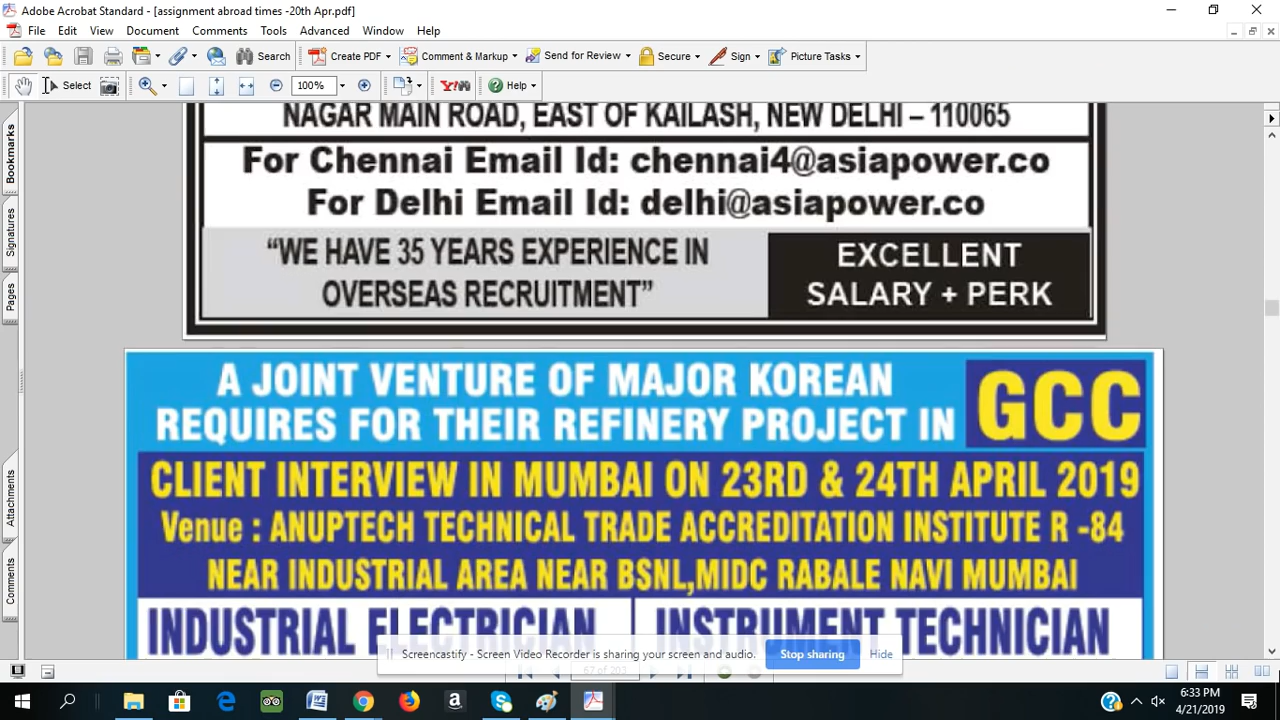 Adobe Acrobat Standard - [assignment abroad times -20th Apr.pdf]
File Edit View Document Comments Tools Advanced Window Help
Search Create PDF Comment & Markup Send for Review Secure Sign Picture Tasks
Select 100% Y! Help
Bookmarks
Signatures
Pages
Attachments
Comments
NAGAR MAIN ROAD, EAST OF KAILASH, NEW DELHI – 110065
For Chennai Email Id: chennai4@asiapower.co
For Delhi Email Id: delhi@asiapower.co
“WE HAVE 35 YEARS EXPERIENCE IN
OVERSEAS RECRUITMENT”
EXCELLENT
SALARY + PERK
A JOINT VENTURE OF MAJOR KOREAN
REQUIRES FOR THEIR REFINERY PROJECT IN
GCC
CLIENT INTERVIEW IN MUMBAI ON 23RD & 24TH APRIL 2019
Venue : ANUPTECH TECHNICAL TRADE ACCREDITATION INSTITUTE R -84
NEAR INDUSTRIAL AREA NEAR BSNL,MIDC RABALE NAVI MUMBAI
INDUSTRIAL ELECTRICIAN
INSTRUMENT TECHNICIAN
Screencastify - Screen Video Recorder is sharing your screen and audio. Stop sharing Hide
67 of 203
6:33 PM
4/21/2019